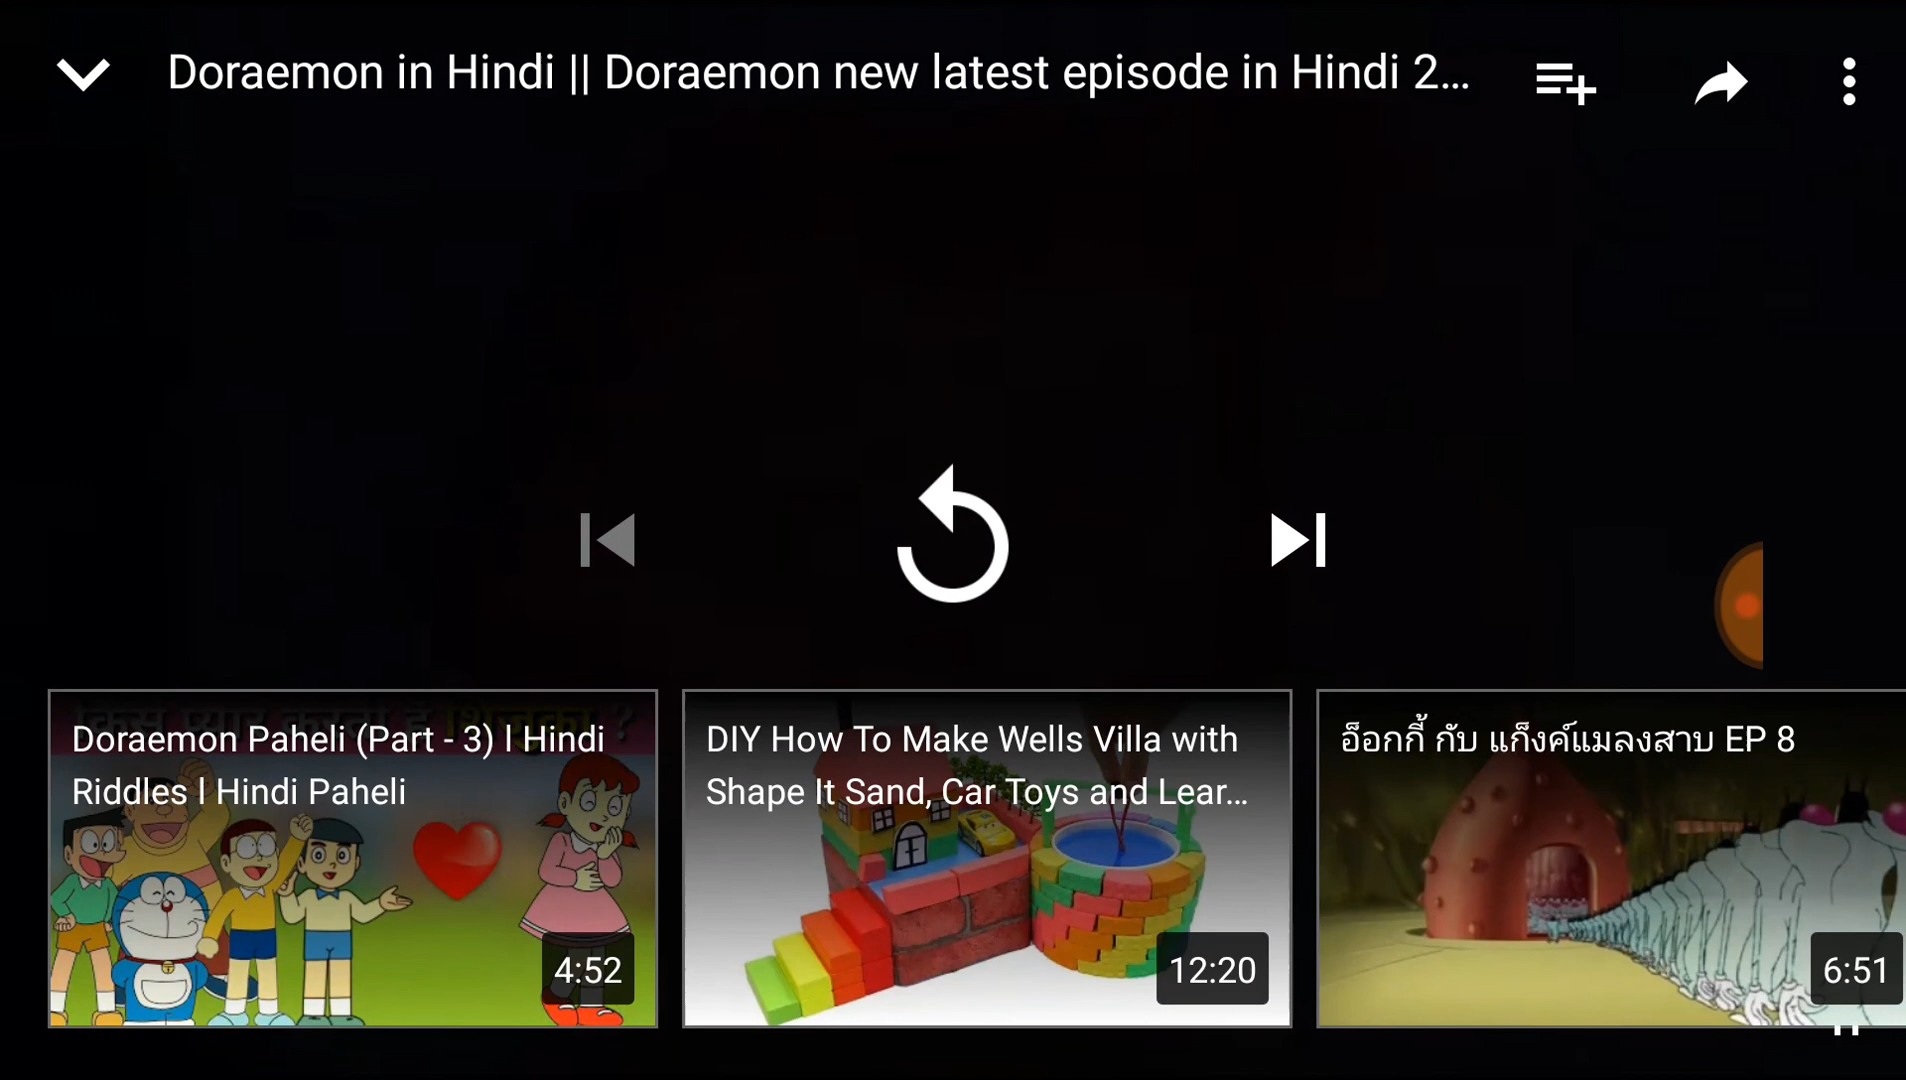 Doraemon in Hindi || Doraemon new latest episode in Hindi 2...
Doraemon Paheli (Part - 3) l Hindi
Riddles l Hindi Paheli
4:52
DIY How To Make Wells Villa with
Shape It Sand, Car Toys and Lear...
12:20
อ็อกกี้ กับ แก็งค์แมลงสาบ EP 8
6:51